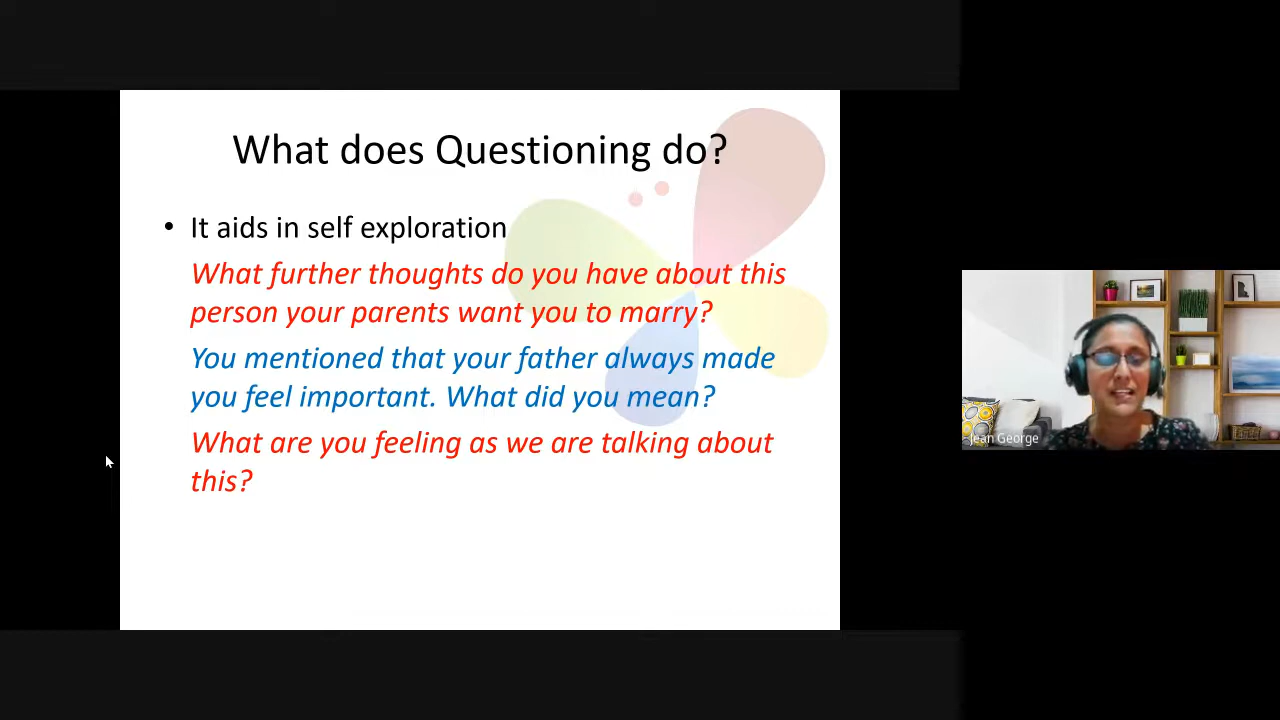 What does Questioning do?
• It aids in self exploration
What further thoughts do you have about this
person your parents want you to marry?
You mentioned that your father always made
you feel important. What did you mean?
What are you feeling as we are talking about
this?
Jean George